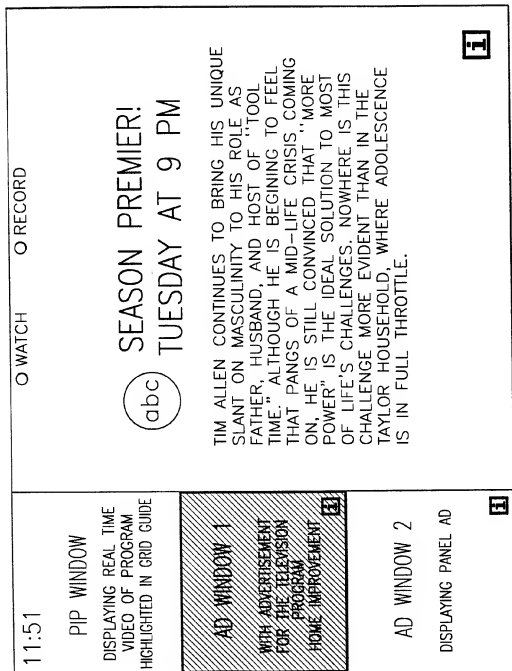 11:51
PIP WINDOW
DISPLAYING REAL TIME
VIDEO OF PROGRAM
HIGHLIGHTED IN GRID GUIDE
AD WINDOW 1
WITH ADVERTISEMENT
FOR THE TELEVISION
PROGRAM
HOME IMPROVEMENT
i
AD WINDOW 2
DISPLAYING PANEL AD
i
WATCH RECORD
abc
SEASON PREMIER!
TUESDAY AT 9 PM
TIM ALLEN CONTINUES TO BRING HIS UNIQUE
SLANT ON MASCULINITY TO HIS ROLE AS
FATHER, HUSBAND, AND HOST OF "TOOL
TIME." ALTHOUGH HE IS BEGINING TO FEEL
THAT PANGS OF A MID-LIFE CRISIS COMING
ON, HE IS STILL CONVINCED THAT "MORE
POWER" IS THE IDEAL SOLUTION TO MOST
OF LIFE'S CHALLENGES, NOWHERE IS THIS
CHALLENGE MORE EVIDENT THAN IN THE
TAYLOR HOUSEHOLD, WHERE ADOLESCENCE
IS IN FULL THROTTLE.
i